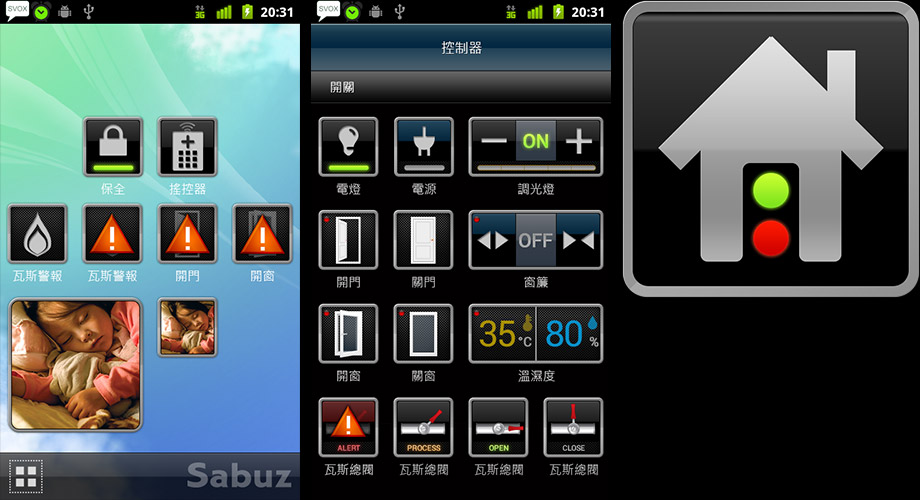 SVOX
3G
20:31
保全
搖控器
瓦斯警報
瓦斯警報
開門
開窗
Sabuz
SVOX
3G
20:31
控制器
開關
ON
電燈
電源
調光燈
OFF
開門
關門
窗簾
35°C
80%
開窗
關窗
溫濕度
ALERT
PROCESS
OPEN
CLOSE
瓦斯總閥
瓦斯總閥
瓦斯總閥
瓦斯總閥